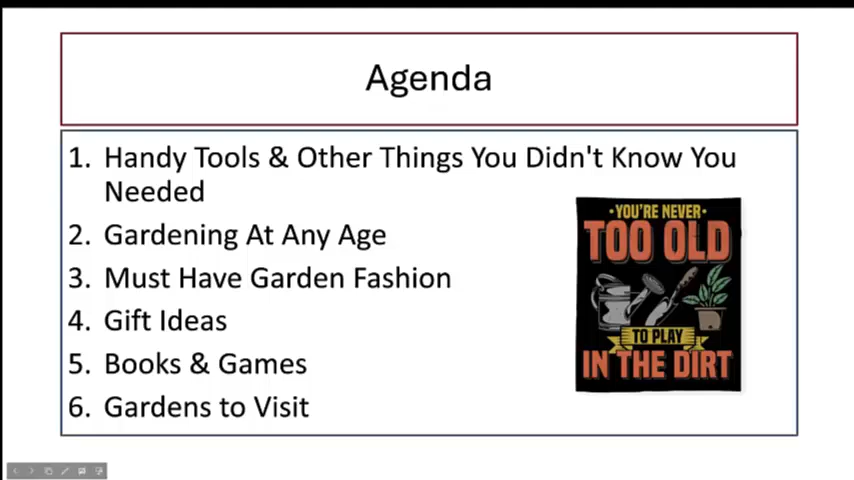 Agenda
1. Handy Tools & Other Things You Didn't Know You
Needed
2. Gardening At Any Age
3. Must Have Garden Fashion
4. Gift Ideas
5. Books & Games
6. Gardens to Visit
•YOU'RE NEVER•
TOO OLD
TO PLAY
IN THE DIRT